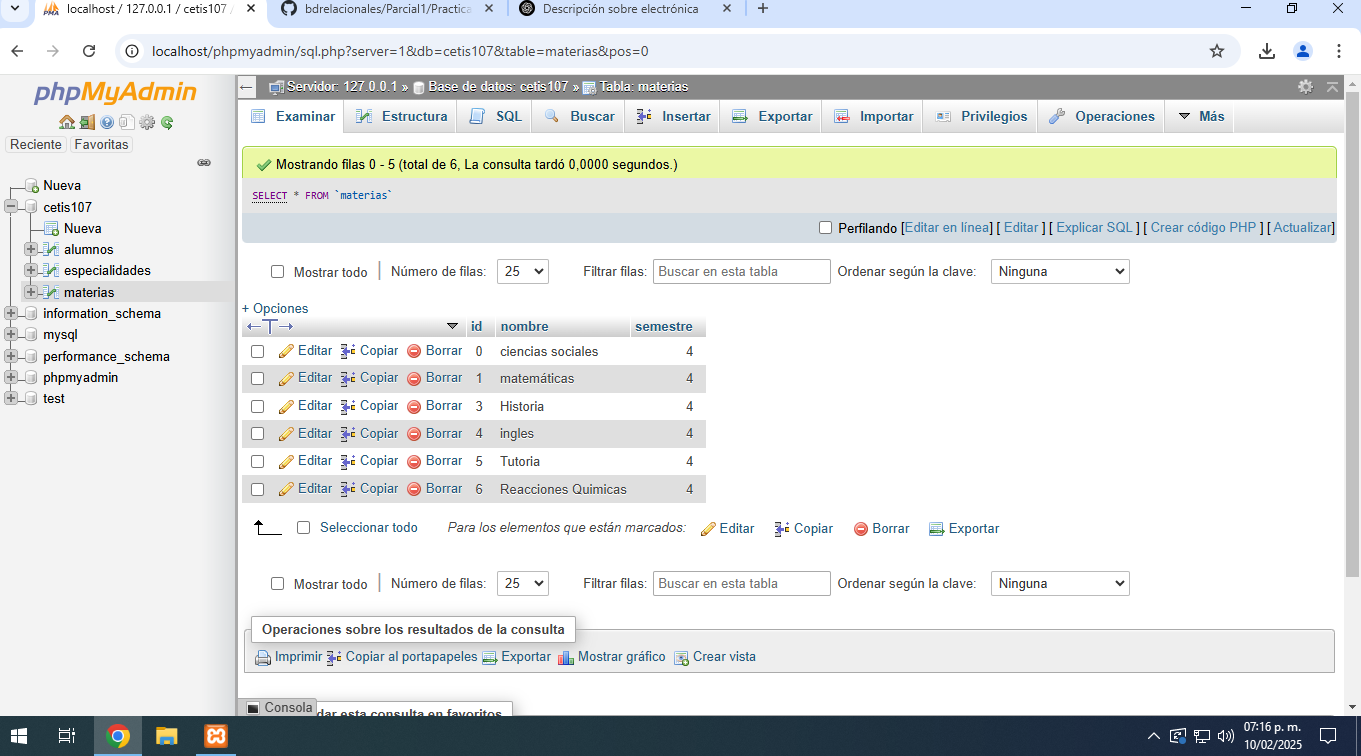 localhost / 127.0.0.1 / cetis107 /
bdrelacionales/Parcial1/Practica
Descripción sobre electrónica
localhost/phpmyadmin/sql.php?server=1&db=cetis107&table=materias&pos=0
phpMyAdmin
Reciente Favoritas
Nueva
cetis107
Nueva
alumnos
especialidades
materias
information_schema
mysql
performance_schema
phpmyadmin
test
Servidor: 127.0.0.1 » Base de datos: cetis107 » Tabla: materias
Examinar Estructura SQL Buscar Insertar Exportar Importar Privilegios Operaciones Más
Mostrando filas 0 - 5 (total de 6, La consulta tardó 0,0000 segundos.)
SELECT * FROM `materias`
Perfilando [Editar en línea] [ Editar ] [ Explicar SQL ] [ Crear código PHP ] [ Actualizar]
Mostrar todo | Número de filas: 25 Filtrar filas: Buscar en esta tabla Ordenar según la clave: Ninguna
+ Opciones
←T→ id nombre semestre
Editar Copiar Borrar 0 ciencias sociales 4
Editar Copiar Borrar 1 matemáticas 4
Editar Copiar Borrar 3 Historia 4
Editar Copiar Borrar 4 ingles 4
Editar Copiar Borrar 5 Tutoria 4
Editar Copiar Borrar 6 Reacciones Quimicas 4
Seleccionar todo Para los elementos que están marcados: Editar Copiar Borrar Exportar
Mostrar todo | Número de filas: 25 Filtrar filas: Buscar en esta tabla Ordenar según la clave: Ninguna
Operaciones sobre los resultados de la consulta
Imprimir Copiar al portapapeles Exportar Mostrar gráfico Crear vista
Consola
dar esta consulta en favoritos
07:16 p. m.
10/02/2025